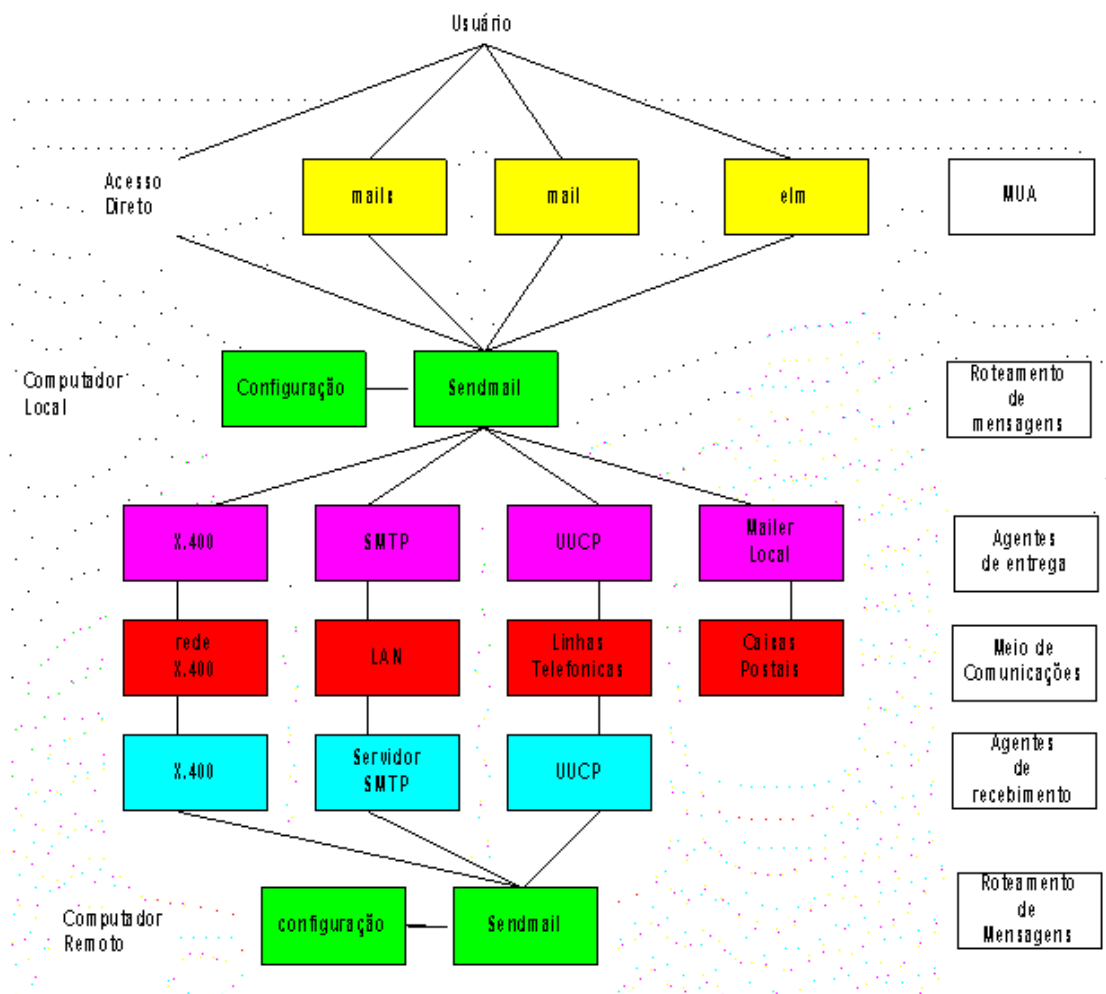 Usuário
Acesso
Direto
mails
mail
elm
MUA
Computador
Local
Configuração
Sendmail
Roteamento
de
mensagens
X.400
SMTP
UUCP
Mailer
Local
Agentes
de entrega
rede
X.400
LAN
Linhas
Telefonicas
Caisas
Postais
Meio de
Comunicações
X.400
Servidor
SMTP
UUCP
Agentes
de
recebimento
Computador
Remoto
configuração
Sendmail
Roteamento
de
Mensagens